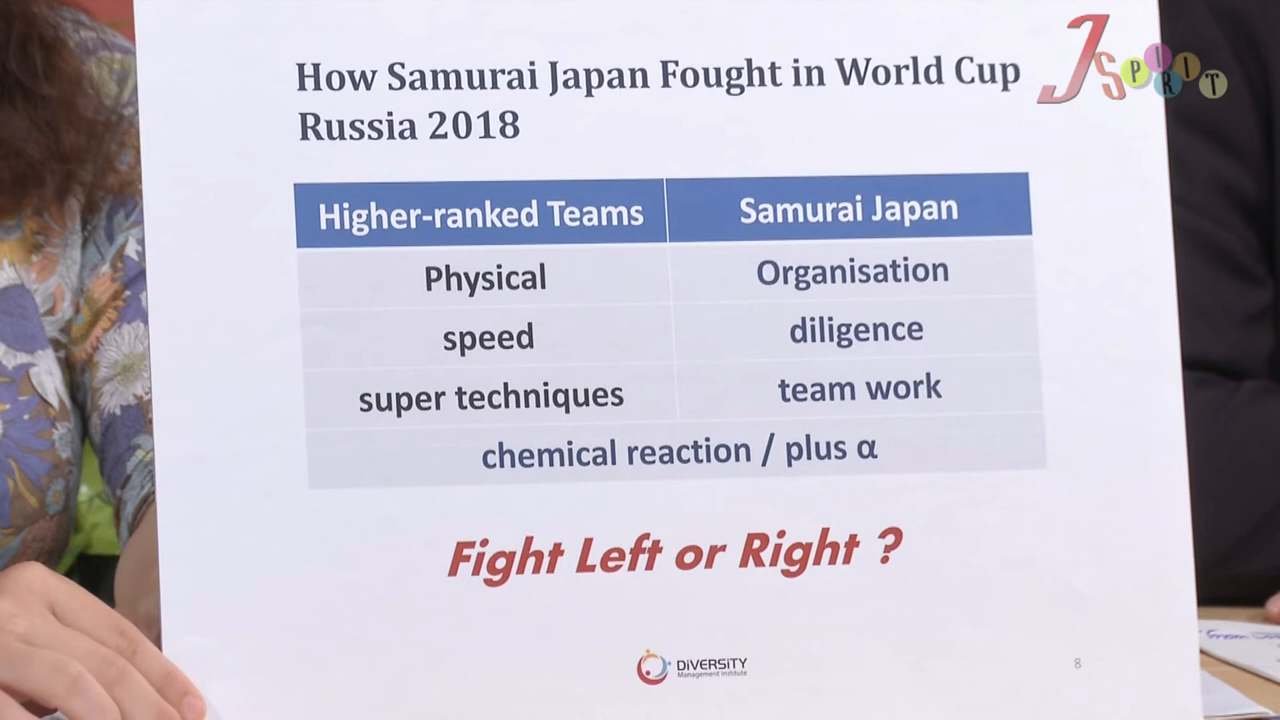 How Samurai Japan Fought in World Cup
Russia 2018
J SPIRIT
Higher-ranked Teams Samurai Japan
Physical Organisation
speed diligence
super techniques team work
chemical reaction / plus α
Fight Left or Right ?
DiVERSiTY
Management Institute
8